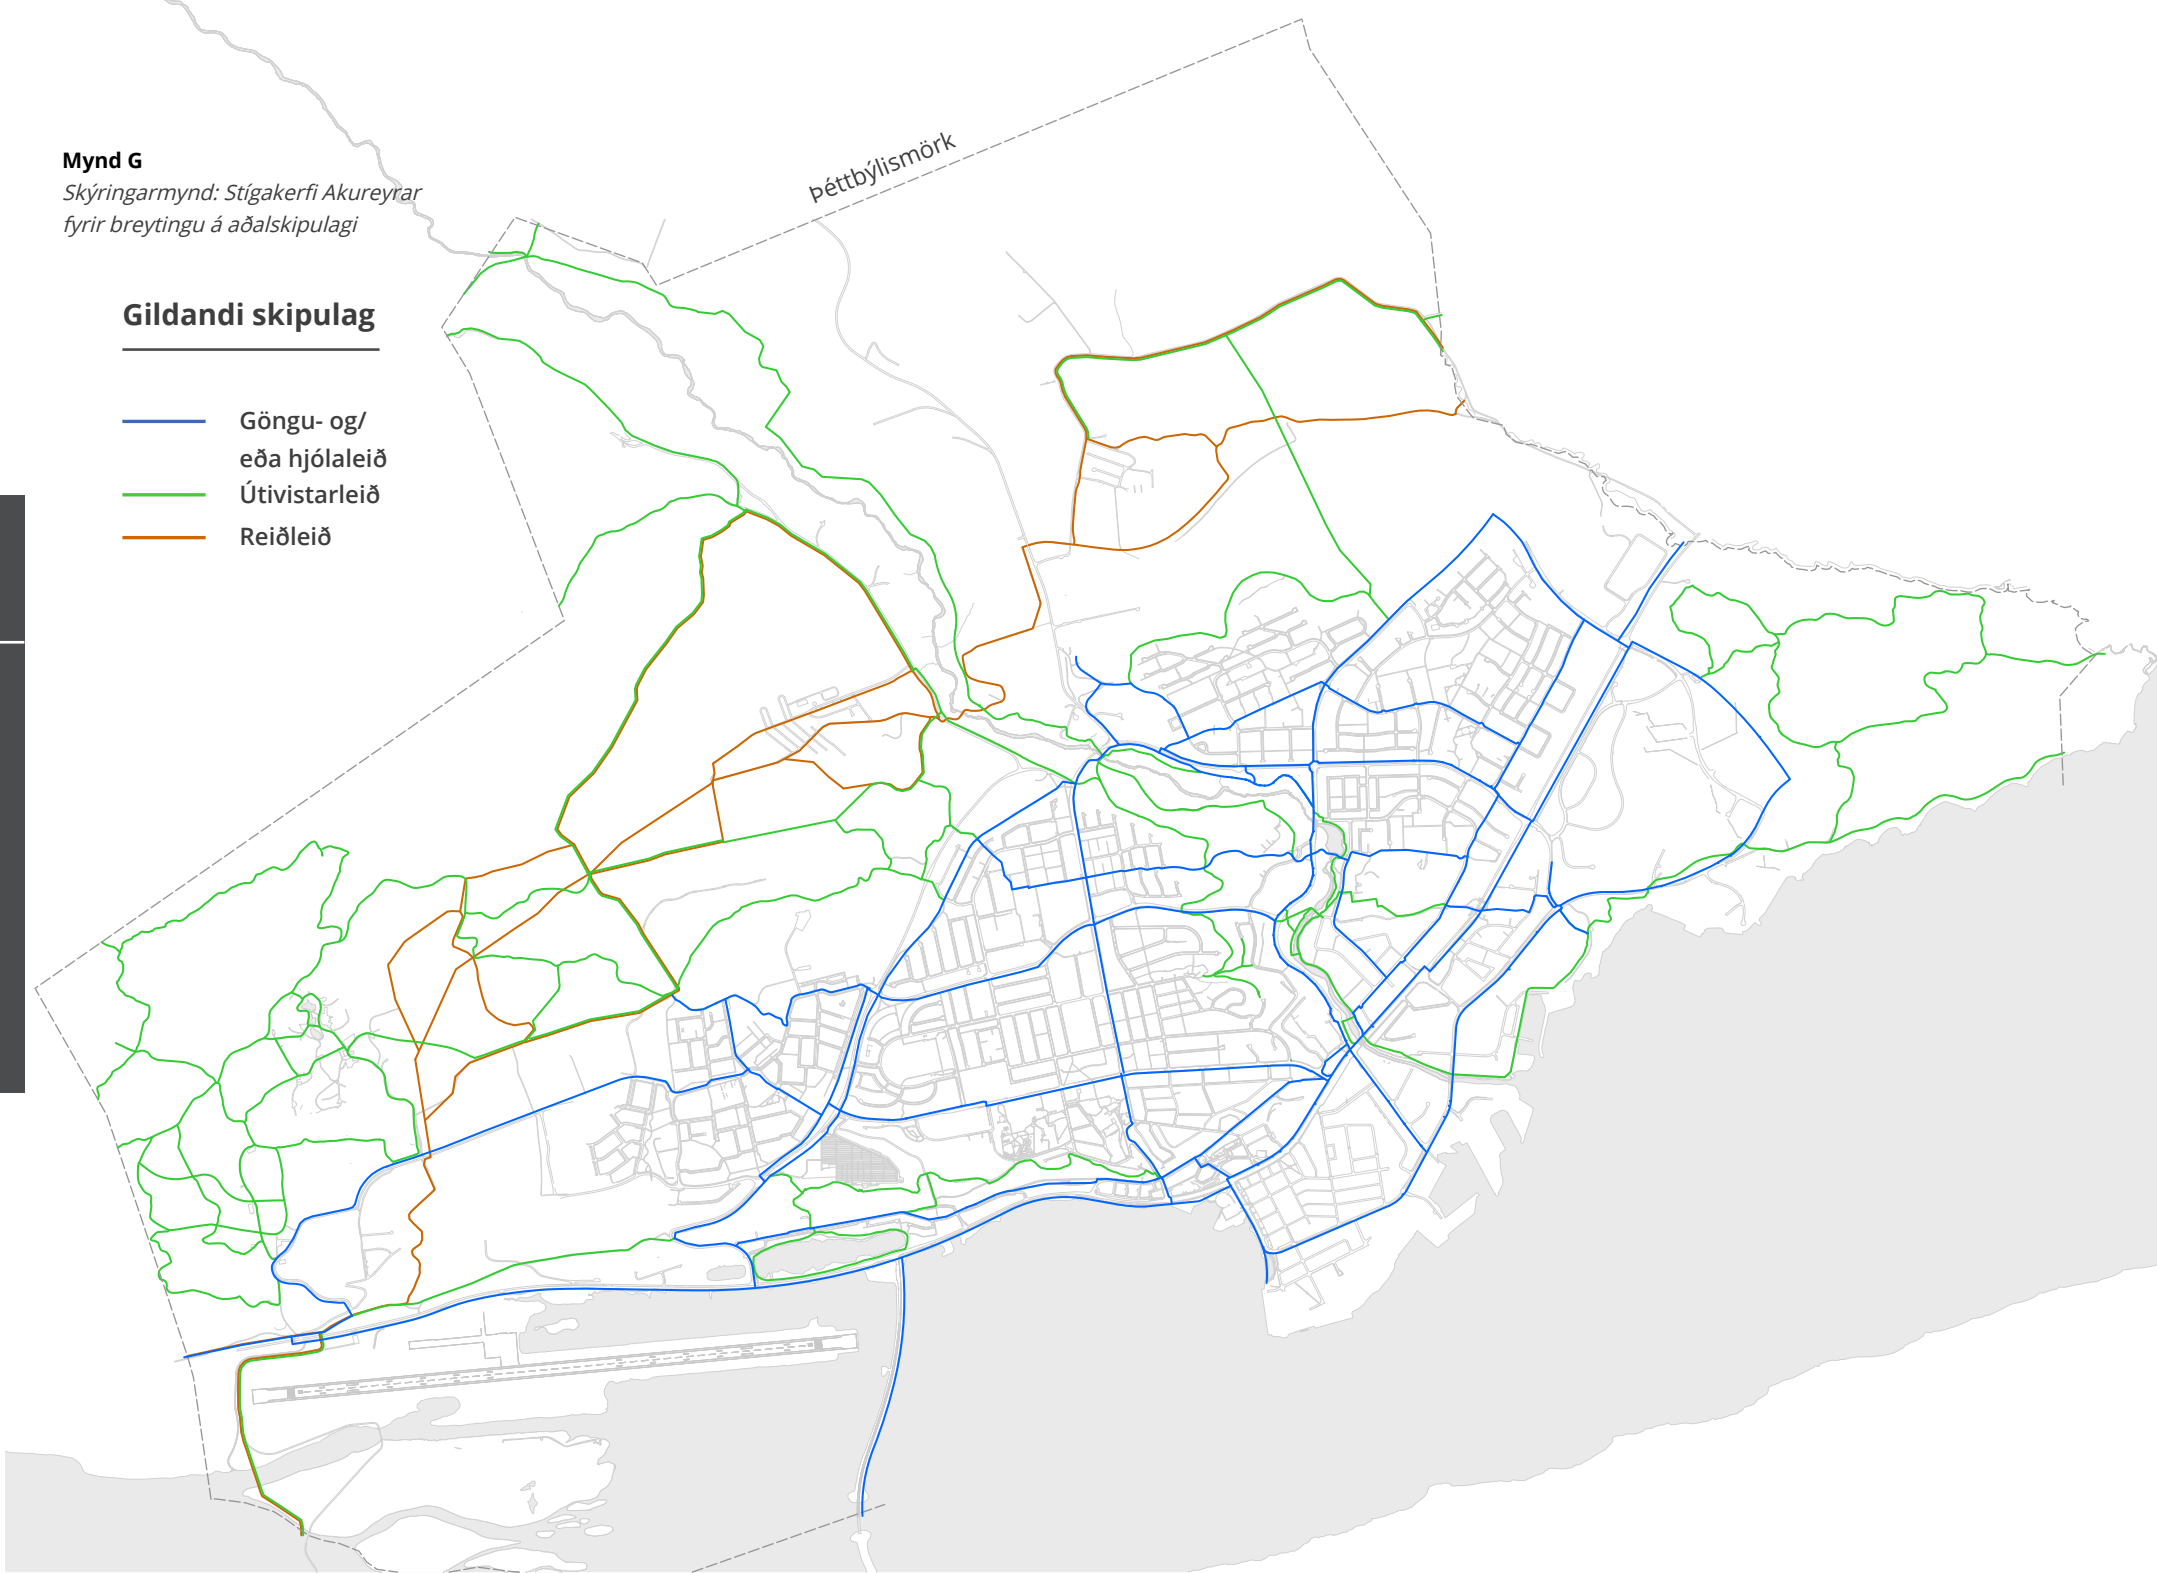 Mynd G
Skýringarmynd: Stígakerfi Akureyrar
fyrir breytingu á aðalskipulagi
Gildandi skipulag
Göngu- og/
eða hjólaleið
Útivistarleið
Reiðleið
Þéttbýlismörk